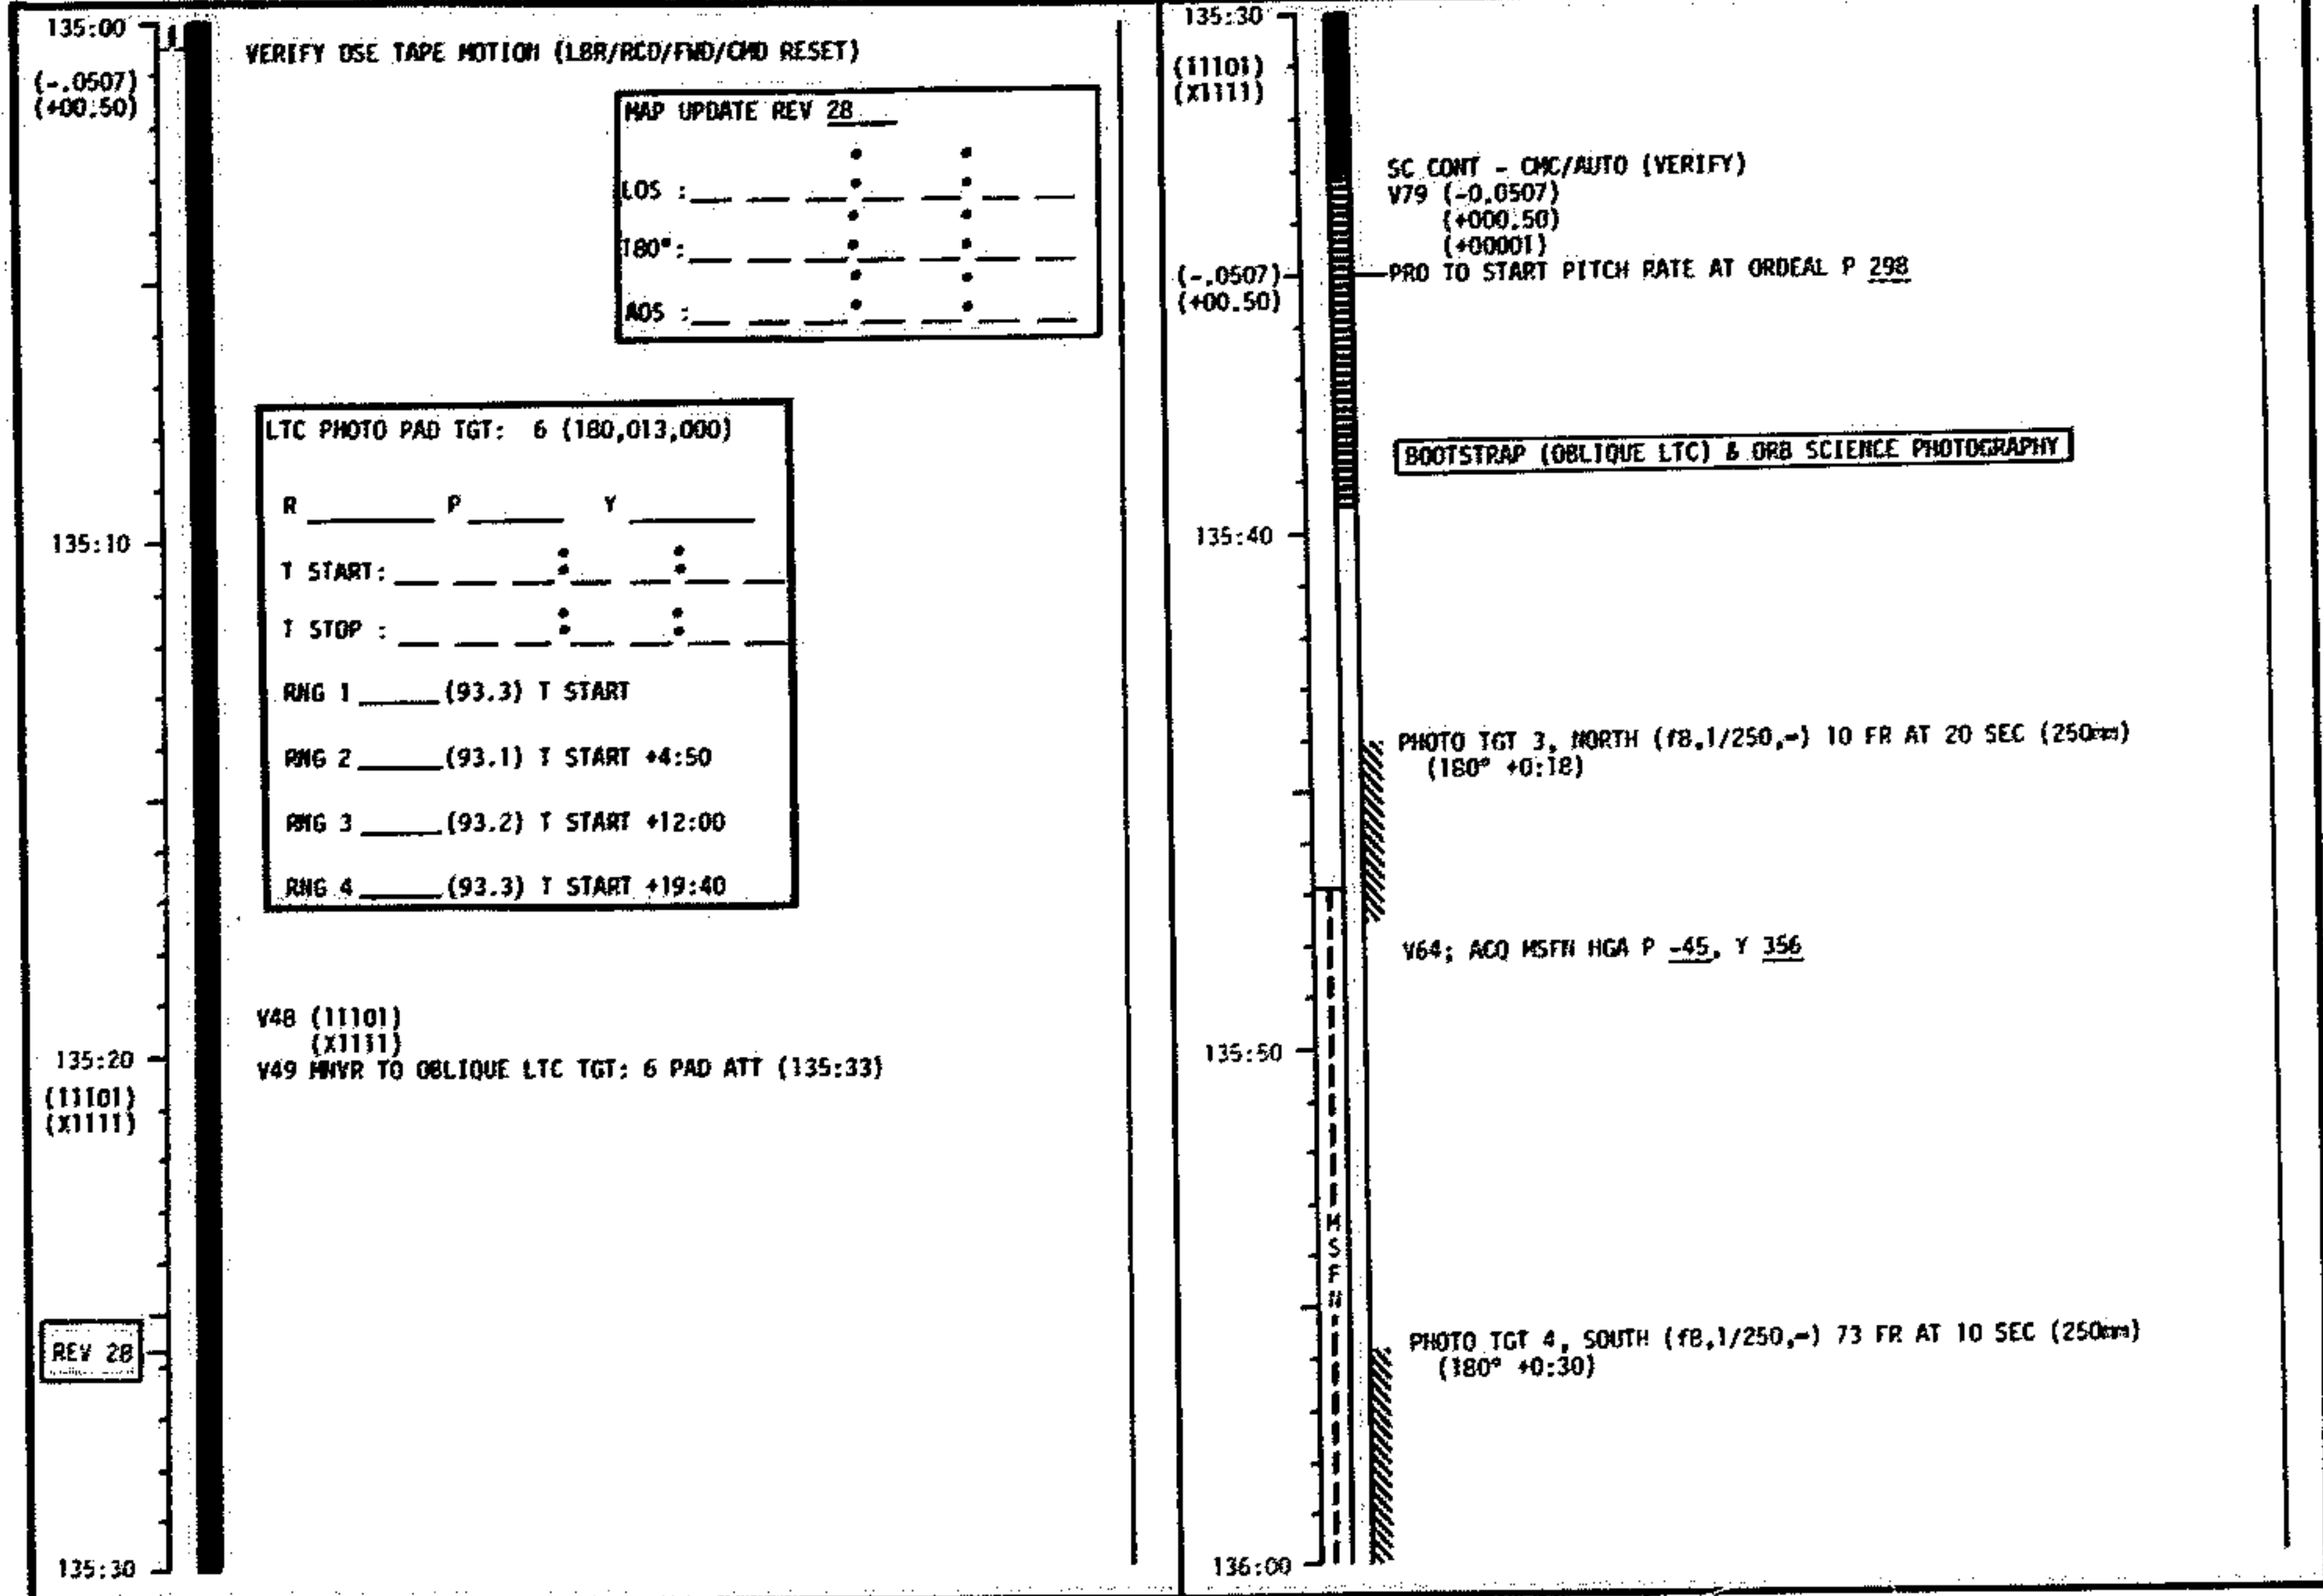 135:00
VERIFY DSE TAPE MOTION (LBR/RCD/FWD/CMD RESET)
(-.0507)
(+00.50)
MAP UPDATE REV 28
LOS :
180°:
AOS :
LTC PHOTO PAD TGT: 6 (180,013,000)
R P Y
135:10
T START:
T STOP :
RNG 1 (93.3) T START
RNG 2 (93.1) T START +4:50
RNG 3 (93.2) T START +12:00
RNG 4 (93.3) T START +19:40
V48 (11101)
(X1111)
135:20
V49 MNVR TO OBLIQUE LTC TGT: 6 PAD ATT (135:33)
(11101)
(X1111)
REV 28
135:30
135:30
(11101)
(X1111)
SC CONT - CMC/AUTO (VERIFY)
V79 (-0.0507)
(+000.50)
(+00001)
(-.0507)
PRO TO START PITCH RATE AT ORDEAL P 298
(+00.50)
BOOTSTRAP (OBLIQUE LTC) & ORB SCIENCE PHOTOGRAPHY
135:40
PHOTO TGT 3, NORTH (f8,1/250,∞) 10 FR AT 20 SEC (250mm)
(180° +0:18)
V64; ACQ MSFN HGA P -45, Y 356
135:50
MSFN
PHOTO TGT 4, SOUTH (f8,1/250,∞) 73 FR AT 10 SEC (250mm)
(180° +0:30)
136:00